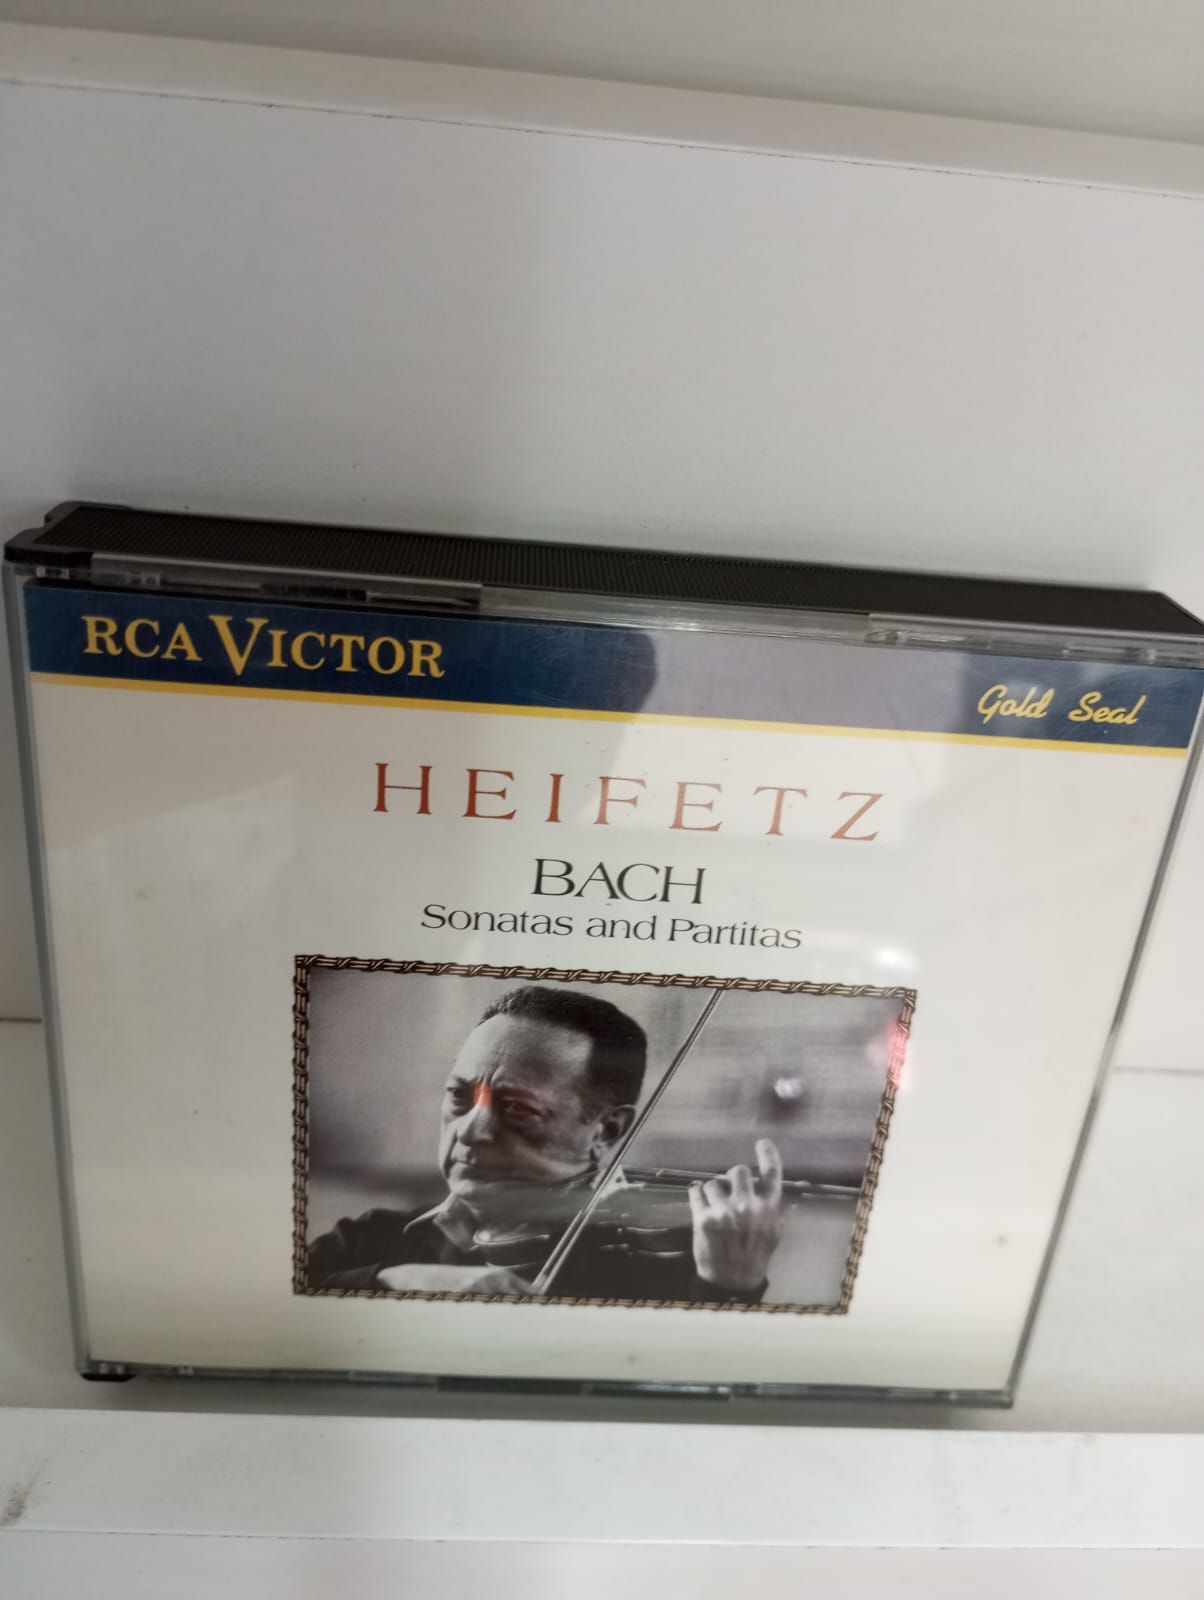 RCA VICTOR
Gold Seal
HEIFETZ
BACH
Sonatas and Partitas